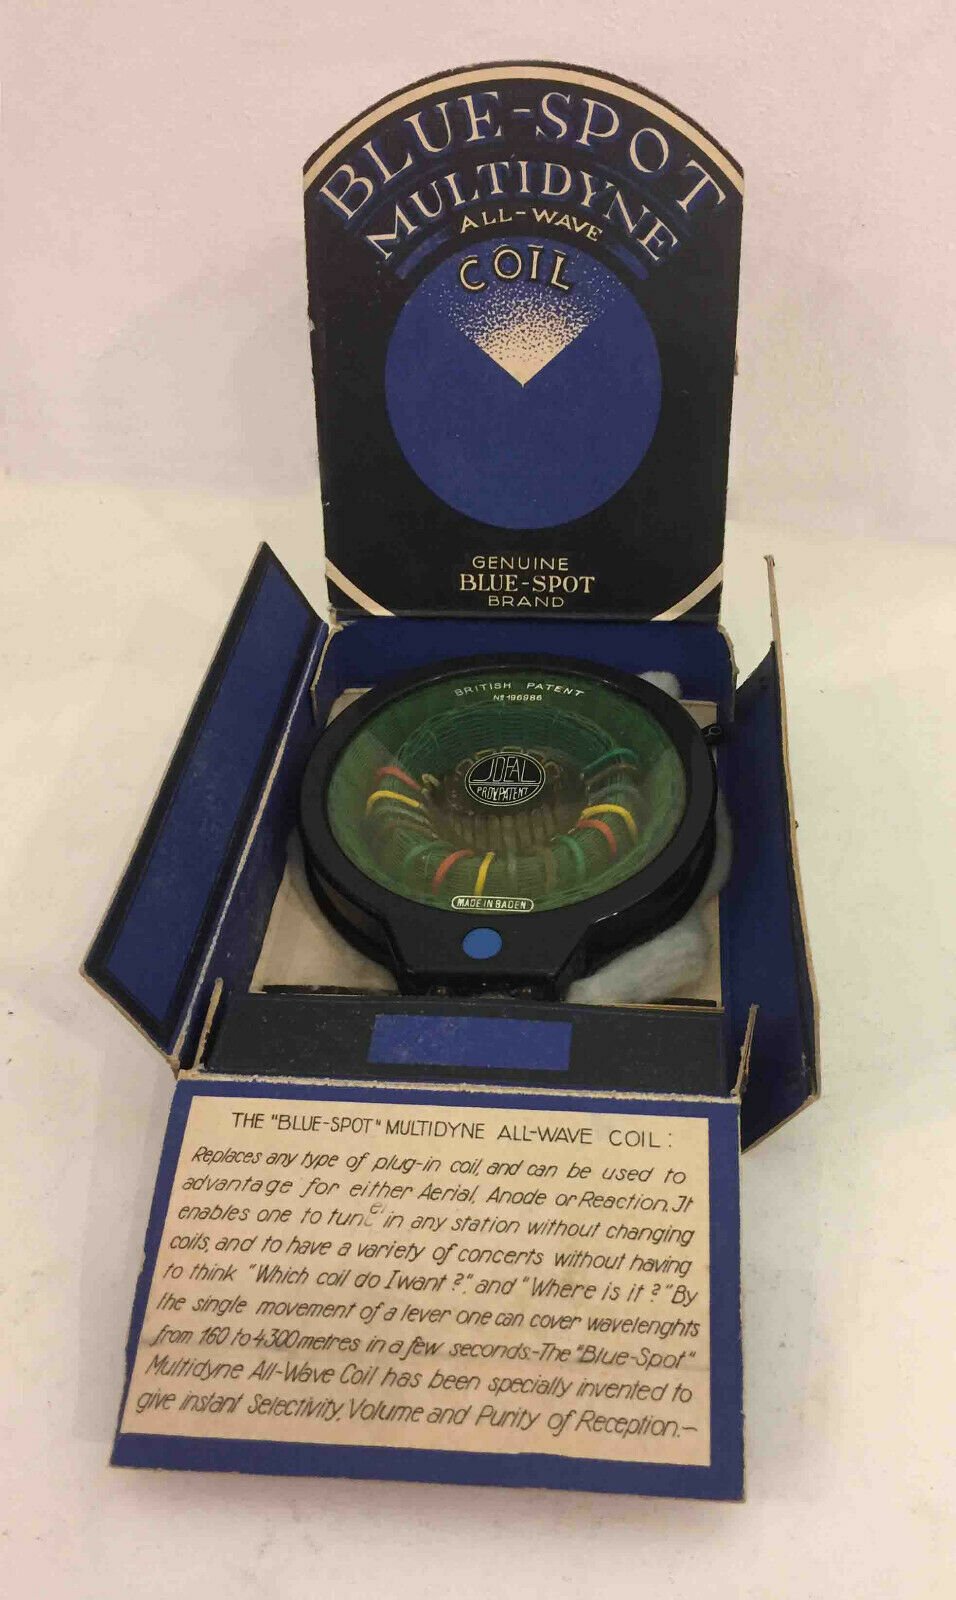 BLUE-SPOT
MULTIDYNE
ALL-WAVE
COIL
GENUINE
BLUE-SPOT
BRAND
BRITISH PATENT
No 196986
JDEAL
PROV. PATENT
MADE IN BADEN
THE "BLUE-SPOT" MULTIDYNE ALL-WAVE COIL:
Replaces any type of plug-in coil, and can be used to
advantage for either Aerial, Anode or Reaction. It
enables one to tune in any station without changing
coils, and to have a variety of concerts without having
to think "Which coil do I want?", and "Where is it?" By
the single movement of a lever one can cover wavelenghts
from 160 to 4300 metres in a few seconds.-The "Blue-Spot"
Multidyne All-Wave Coil has been specially invented to
give instant Selectivity, Volume and Purity of Reception.—